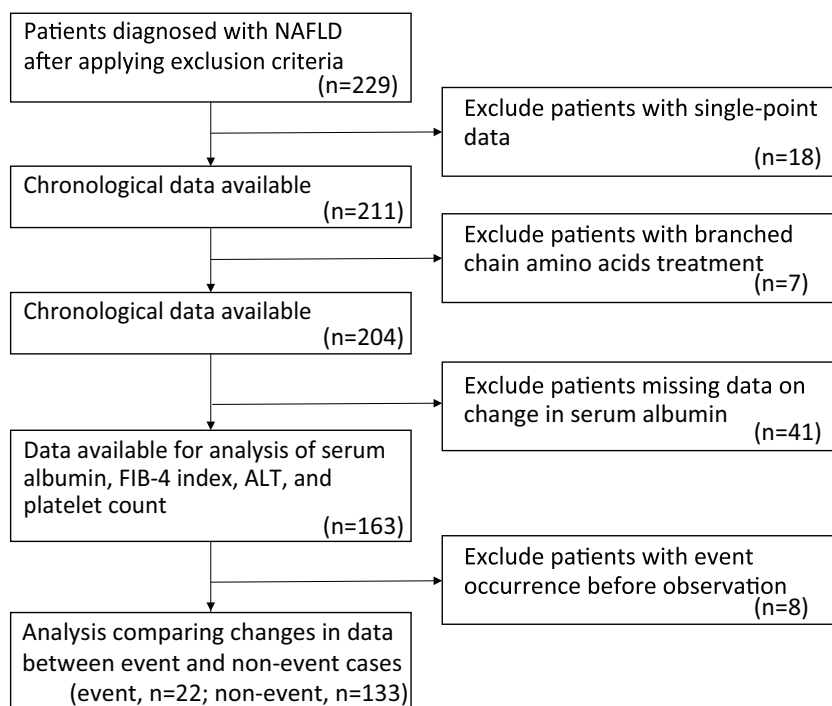 Patients diagnosed with NAFLD
after applying exclusion criteria
(n=229)
Exclude patients with single-point
data
(n=18)
Chronological data available
(n=211)
Exclude patients with branched
chain amino acids treatment
(n=7)
Chronological data available
(n=204)
Exclude patients missing data on
change in serum albumin
(n=41)
Data available for analysis of serum
albumin, FIB-4 index, ALT, and
platelet count
(n=163)
Exclude patients with event
occurrence before observation
(n=8)
Analysis comparing changes in data
between event and non-event cases
(event, n=22; non-event, n=133)